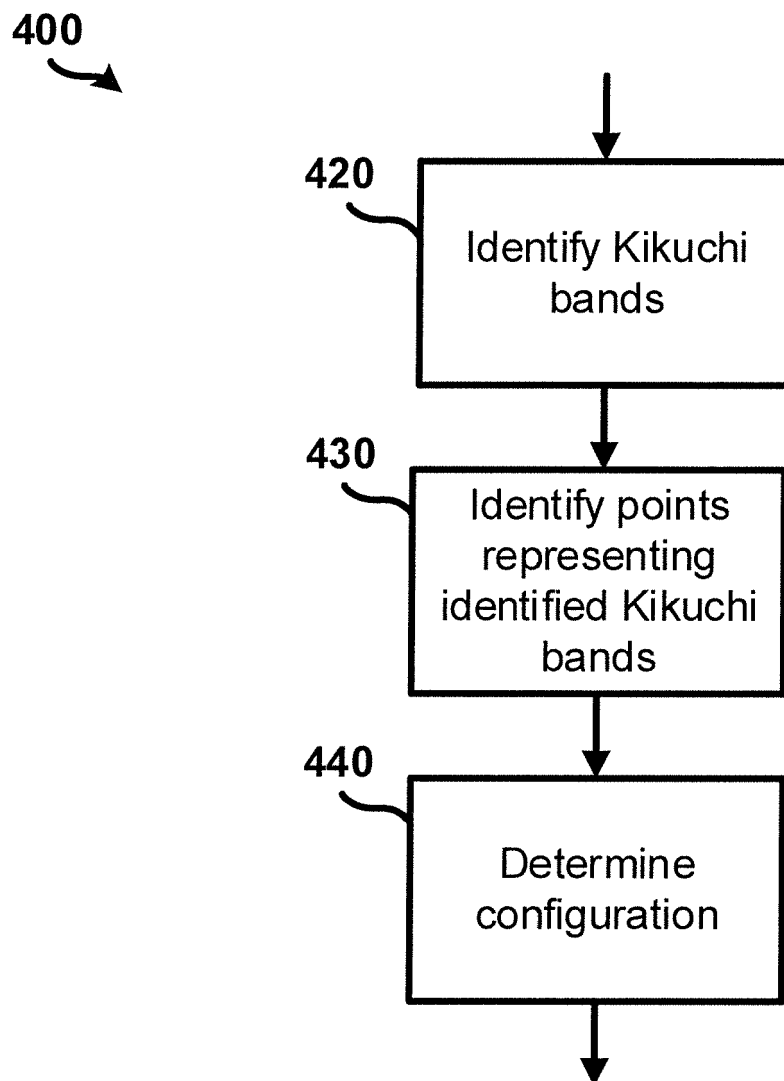 400
420
Identify Kikuchi
bands
430
Identify points
representing
identified Kikuchi
bands
440
Determine
configuration